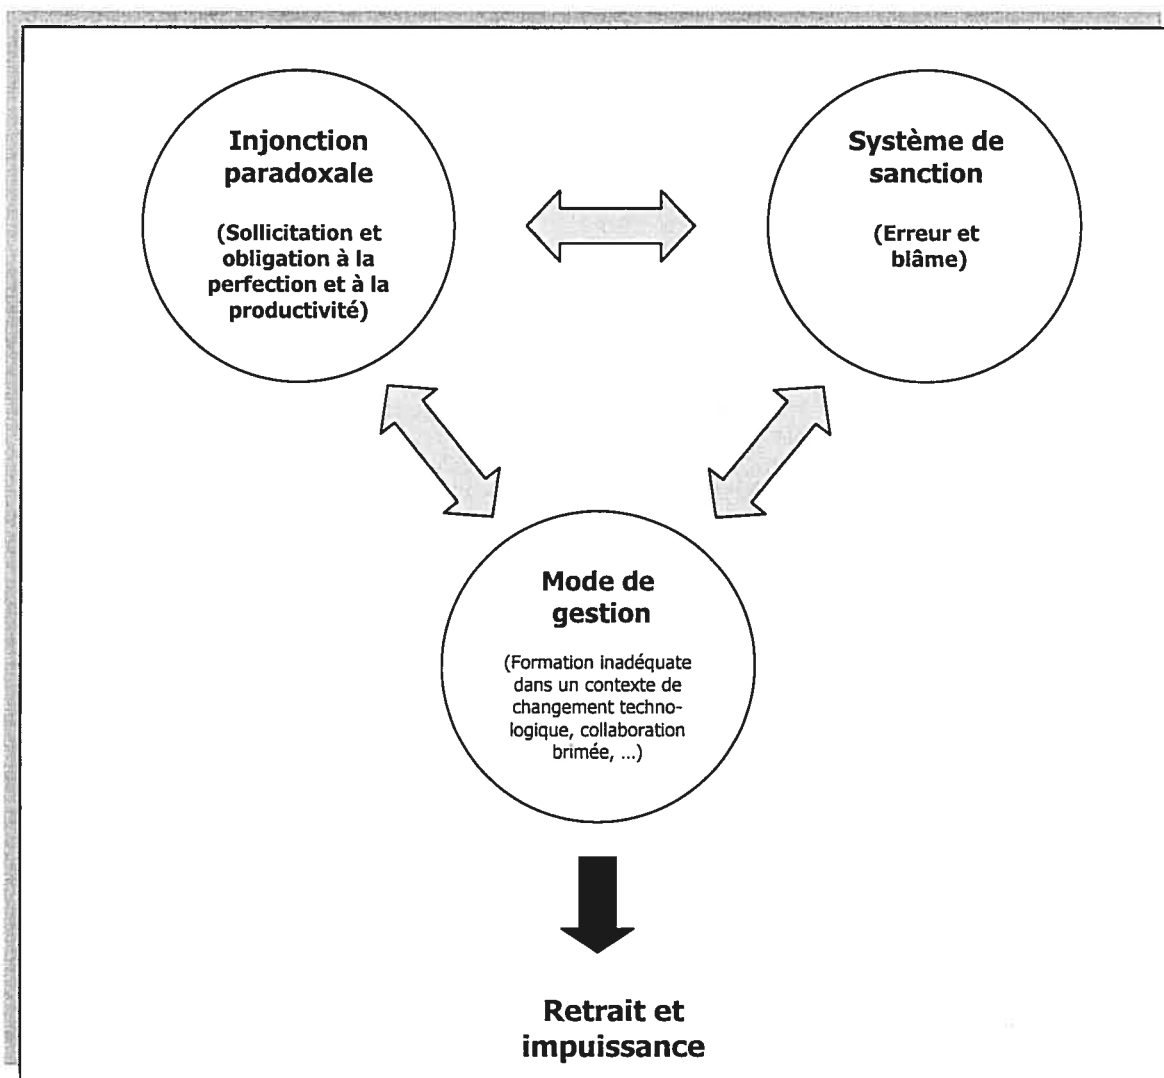 Injonction
paradoxale
(Sollicitation et
obligation à la
perfection et à la
productivité)
Système de
sanction
(Erreur et
blâme)
Mode de
gestion
(Formation inadéquate
dans un contexte de
changement techno-
logique, collaboration
brimée, ...)
Retrait et
impuissance